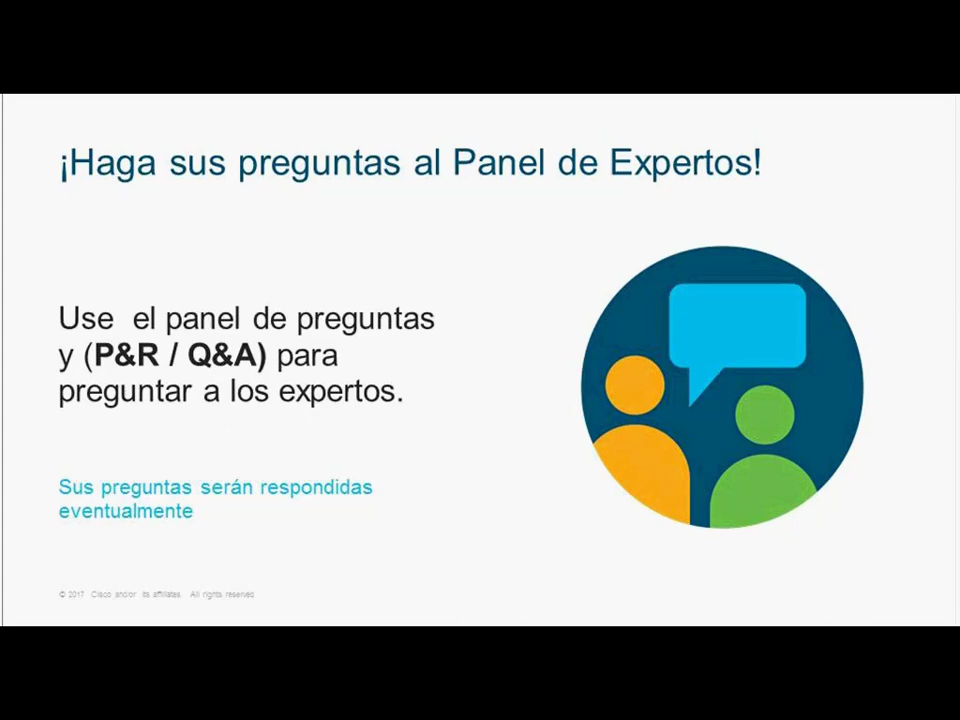 ¡Haga sus preguntas al Panel de Expertos!
Use el panel de preguntas
y (P&R / Q&A) para
preguntar a los expertos.
Sus preguntas serán respondidas
eventualmente
© 2017 Cisco and/or its affiliates. All rights reserved.